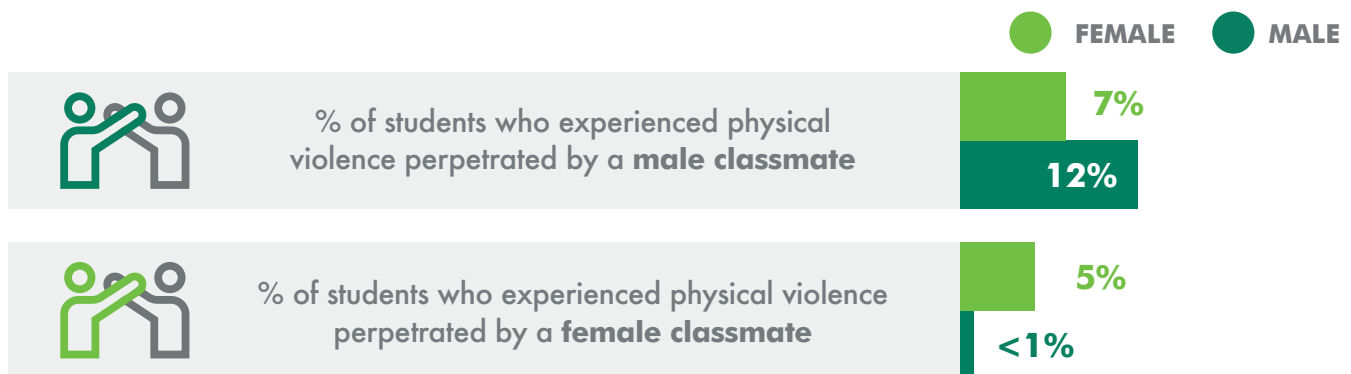 FEMALE MALE
% of students who experienced physical
violence perpetrated by a male classmate
7%
12%
% of students who experienced physical violence
perpetrated by a female classmate
5%
<1%